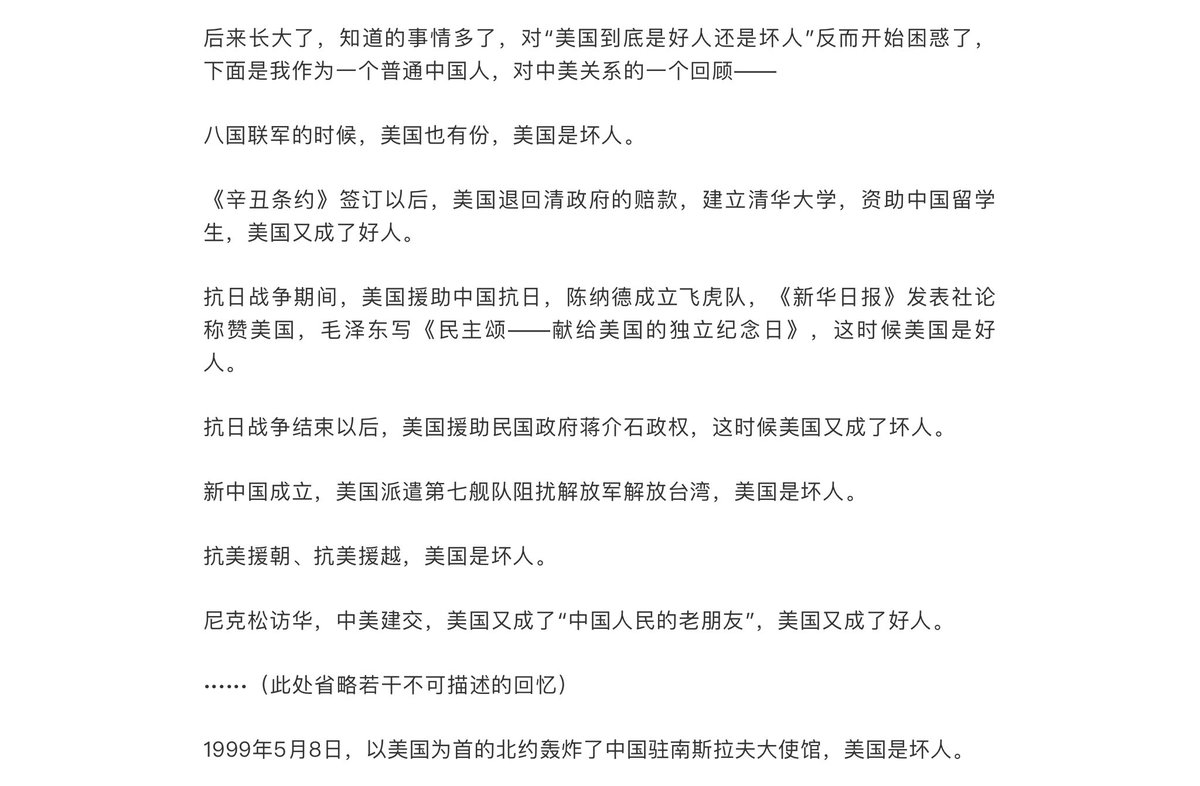 后来长大了，知道的事情多了，对“美国到底是好人还是坏人”反而开始困惑了，
下面是我作为一个普通中国人，对中美关系的一个回顾——
八国联军的时候，美国也有份，美国是坏人。
《辛丑条约》签订以后，美国退回清政府的赔款，建立清华大学，资助中国留学
生，美国又成了好人。
抗日战争期间，美国援助中国抗日，陈纳德成立飞虎队，《新华日报》发表社论
称赞美国，毛泽东写《民主颂——献给美国的独立纪念日》，这时候美国是好
人。
抗日战争结束以后，美国援助民国政府蒋介石政权，这时候美国又成了坏人。
新中国成立，美国派遣第七舰队阻扰解放军解放台湾，美国是坏人。
抗美援朝、抗美援越，美国是坏人。
尼克松访华，中美建交，美国又成了“中国人民的老朋友”，美国又成了好人。
……（此处省略若干不可描述的回忆）
1999年5月8日，以美国为首的北约轰炸了中国驻南斯拉夫大使馆，美国是坏人。